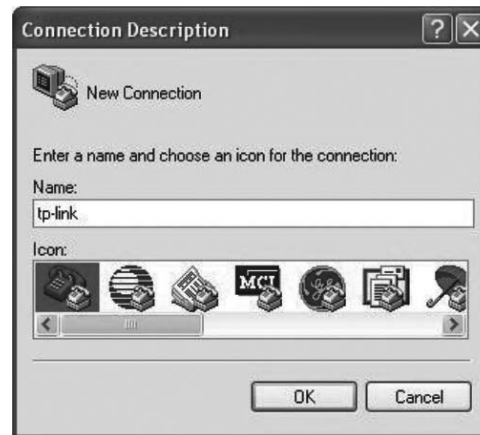 Connection Description
New Connection
Enter a name and choose an icon for the connection:
Name:
tp-link
Icon:
MCI
OK
Cancel